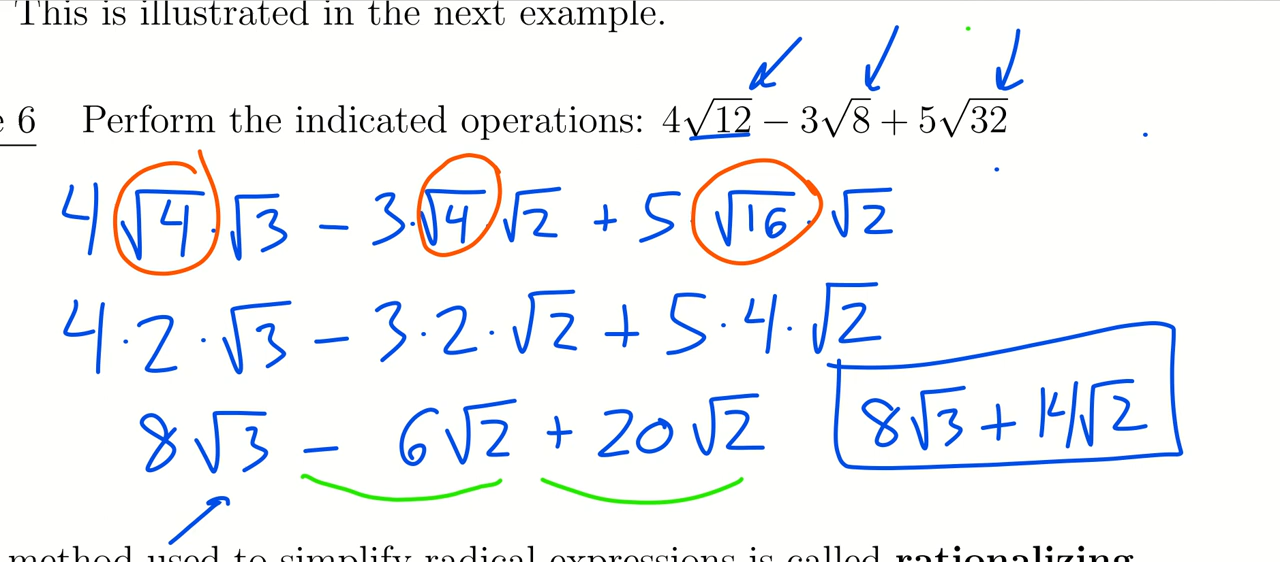 This is illustrated in the next example.
e 6 Perform the indicated operations: 4√12 − 3√8 + 5√32
4√4·√3 − 3·√4·√2 + 5·√16·√2
4·2·√3 − 3·2·√2 + 5·4·√2
8√3 − 6√2 + 20√2
8√3 + 14√2
method used to simplify radical expressions is called rationalizing